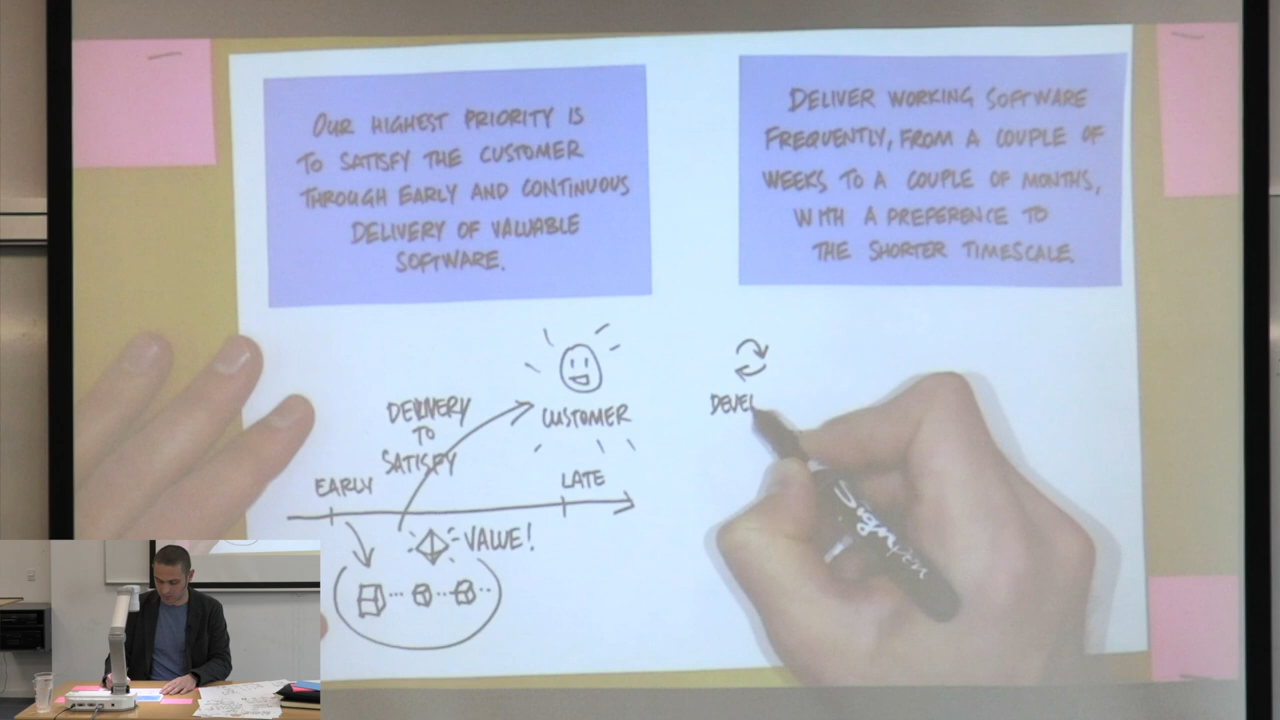 OUR HIGHEST PRIORITY IS
TO SATISFY THE CUSTOMER
THROUGH EARLY AND CONTINUOUS
DELIVERY OF VALUABLE
SOFTWARE.
DELIVER WORKING SOFTWARE
FREQUENTLY, FROM A COUPLE OF
WEEKS TO A COUPLE OF MONTHS,
WITH A PREFERENCE TO
THE SHORTER TIMESCALE.
DELIVERY
TO
SATISFY
CUSTOMER
EARLY
LATE
VALUE!
DEVEL
Signpen